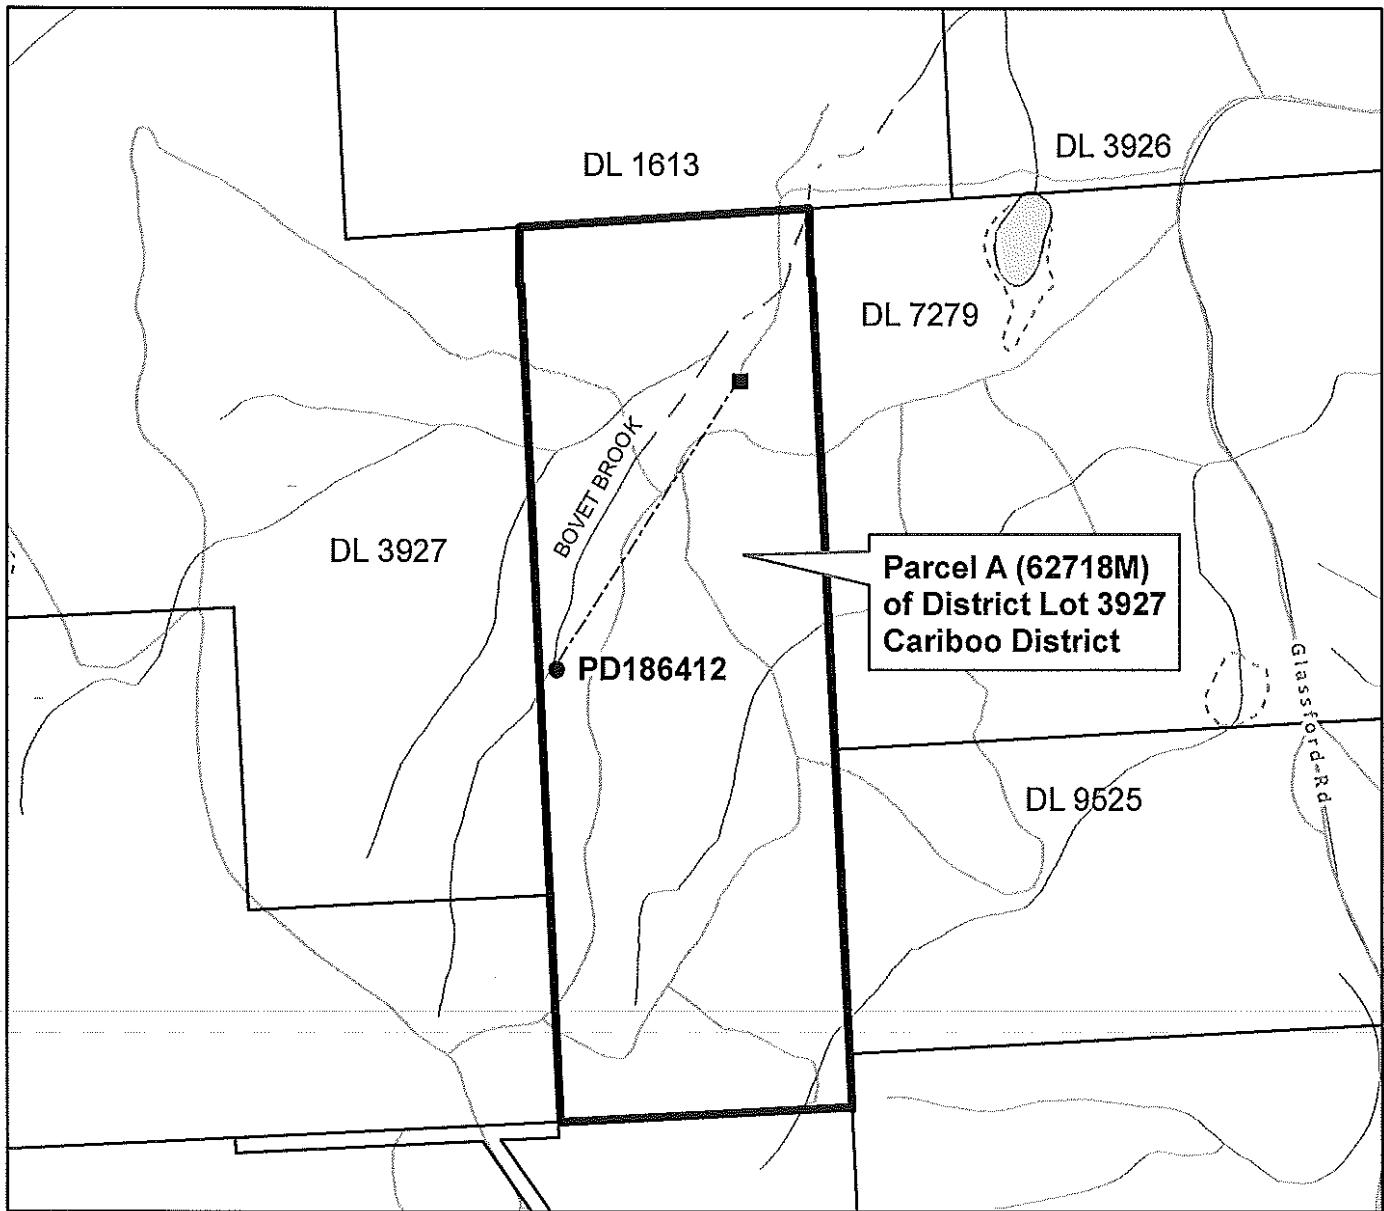 DL 1613
DL 3926
DL 7279
BOVET BROOK
DL 3927
Parcel A (62718M)
of District Lot 3927
Cariboo District
PD186412
Glassford Rd
DL 9525